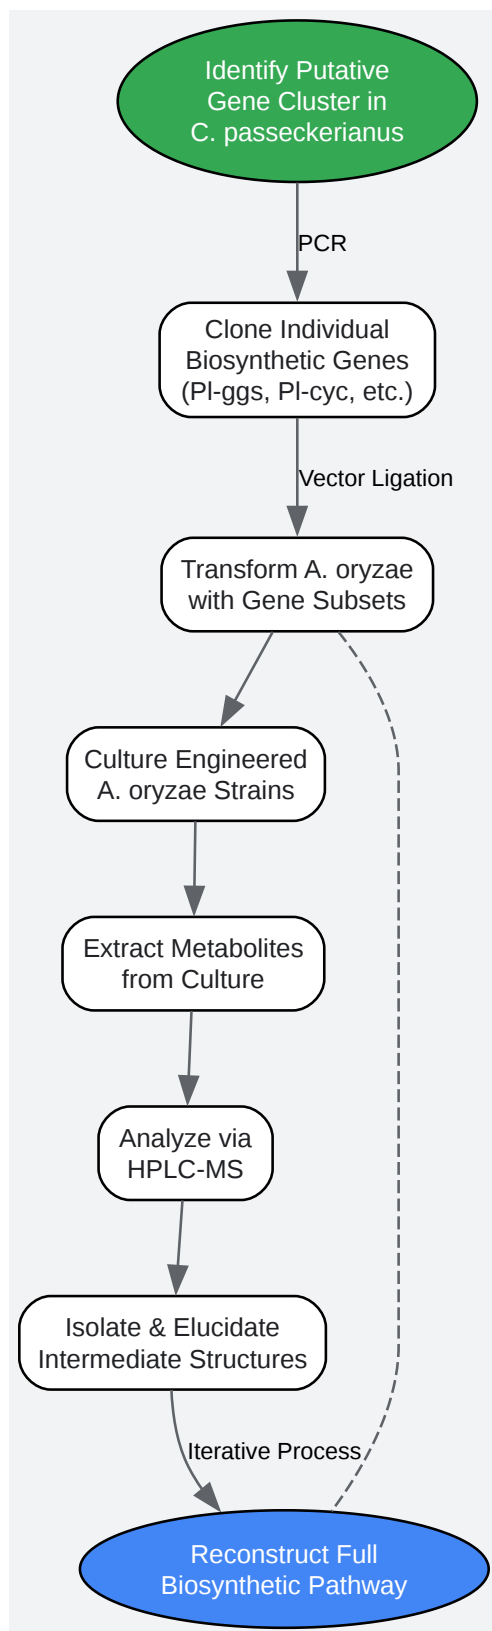 Identify Putative
Gene Cluster in
C. passeckerianus
PCR
Clone Individual
Biosynthetic Genes
(Pl-ggs, Pl-cyc, etc.)
Vector Ligation
Transform A. oryzae
with Gene Subsets
Culture Engineered
A. oryzae Strains
Extract Metabolites
from Culture
Analyze via
HPLC-MS
Isolate & Elucidate
Intermediate Structures
Iterative Process
Reconstruct Full
Biosynthetic Pathway